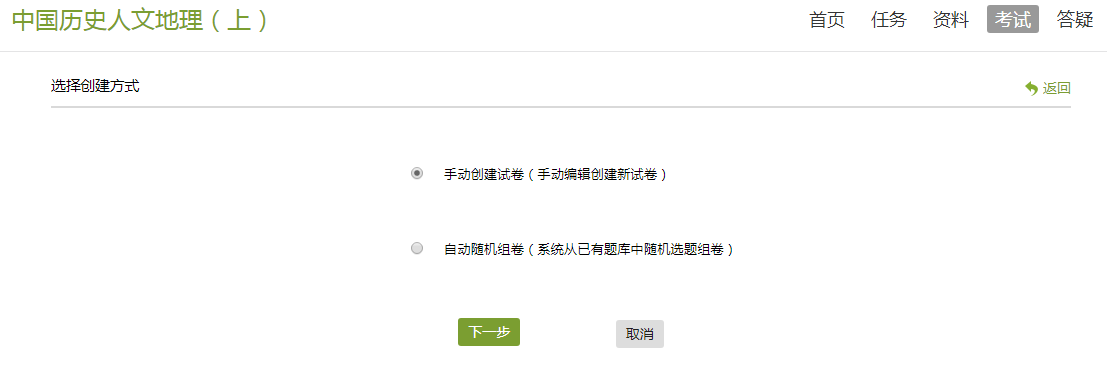 中国历史人文地理（上）
首页 任务 资料 考试 答疑
选择创建方式
返回
手动创建试卷（手动编辑创建新试卷）
自动随机组卷（系统从已有题库中随机选题组卷）
下一步 取消